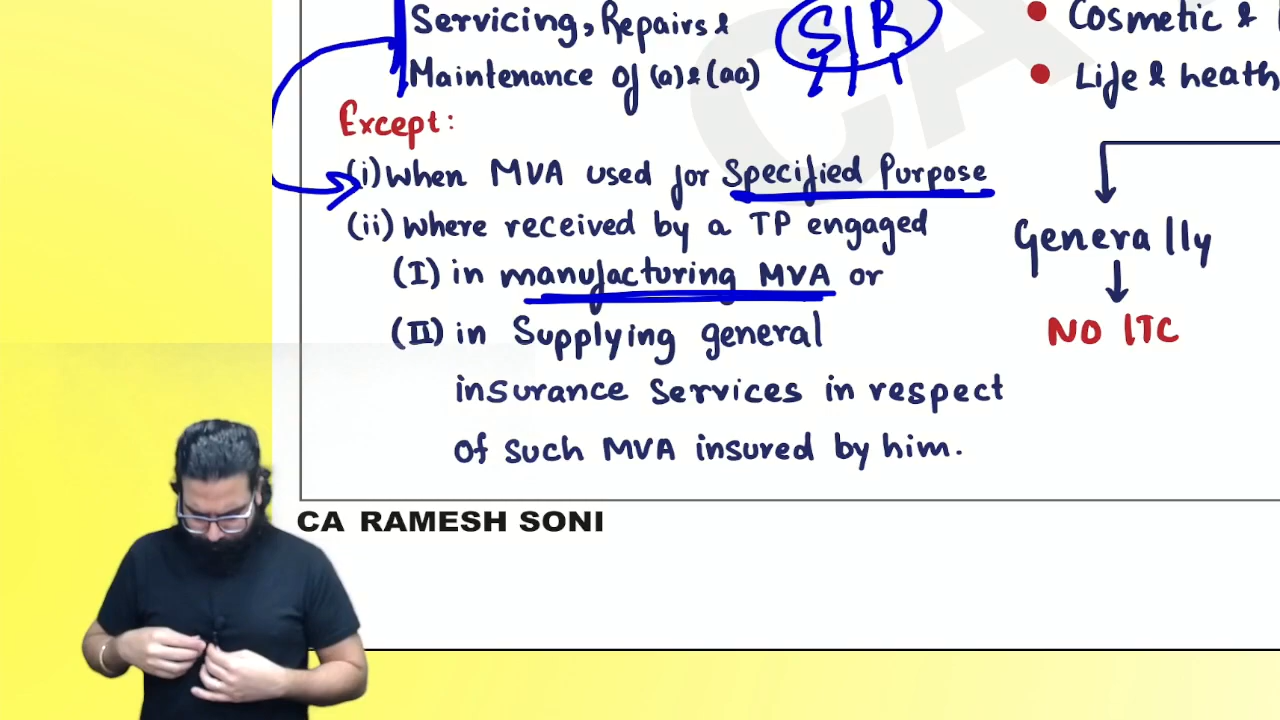 Servicing, Repairs &
Maintenance of (a) & (aa)
S R
Except:
(i) When MVA used for Specified Purpose
(ii) Where received by a TP engaged
(I) in manufacturing MVA or
(II) in Supplying general
insurance Services in respect
of such MVA insured by him.
Cosmetic &
Life & heath
Generally
NO ITC
CA RAMESH SONI
CA